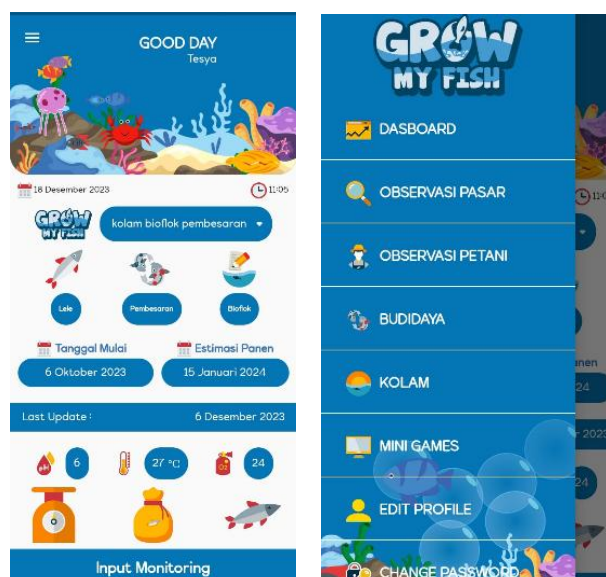 GOOD DAY
Tesya
18 Desember 2023
11:05
GROW
MY FISH
kolam bioflok pembesaran
Lele
Pembesaran
Bioflok
Tanggal Mulai
Estimasi Panen
6 Oktober 2023
15 Januari 2024
Last Update :
6 Desember 2023
pH
6
27 °C
O2
24
Input Monitoring
GROW
MY FISH
DASBOARD
OBSERVASI PASAR
OBSERVASI PETANI
BUDIDAYA
KOLAM
MINI GAMES
EDIT PROFILE
CHANGE PASSWORD